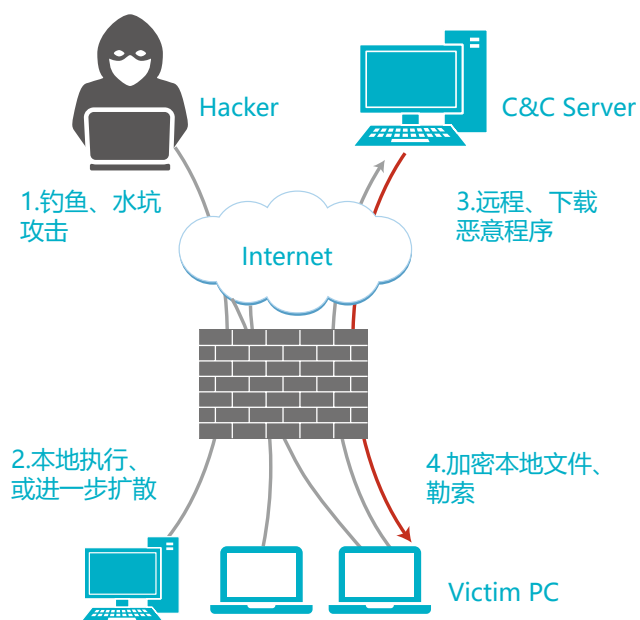 Hacker
C&C Server
1.钓鱼、水坑
攻击
3.远程、下载
恶意程序
Internet
2.本地执行、
或进一步扩散
4.加密本地文件、
勒索
Victim PC